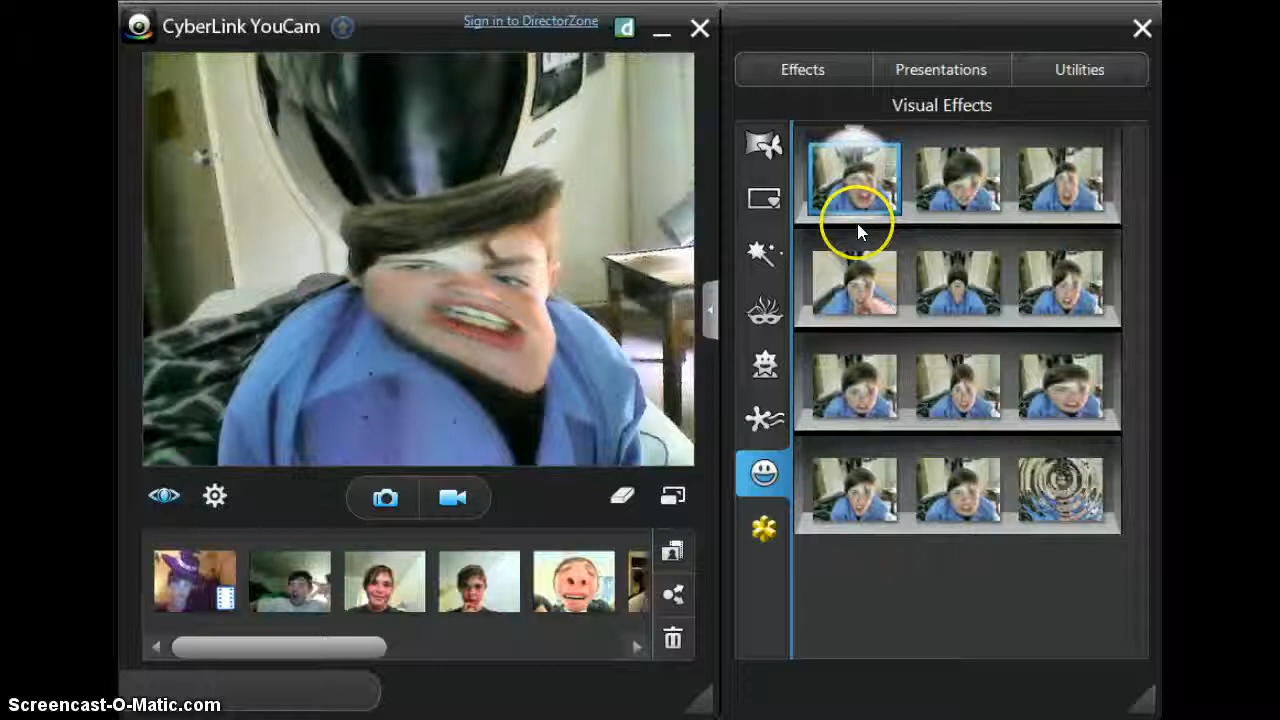 CyberLink YouCam
Sign in to DirectorZone
d
Effects
Presentations
Utilities
Visual Effects
Screencast-O-Matic.com